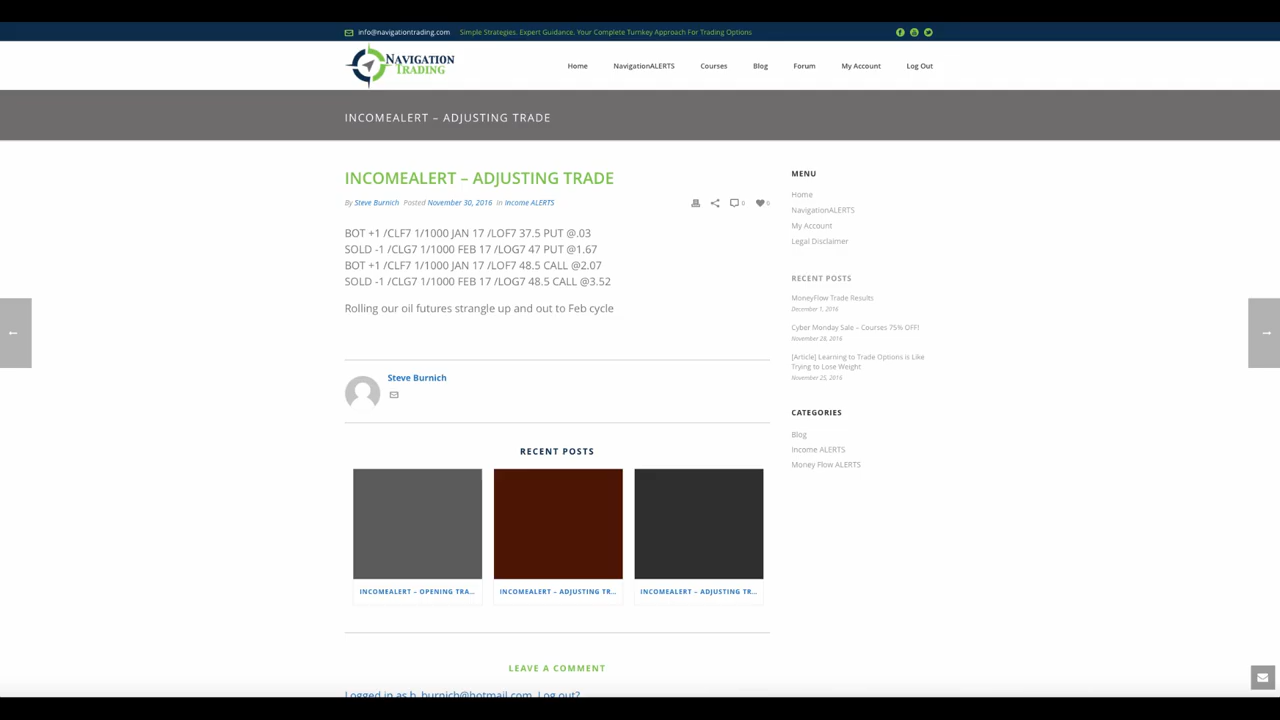 info@navigationtrading.com Simple Strategies. Expert Guidance. Your Complete Turnkey Approach For Trading Options
NAVIGATION
TRADING
Home NavigationALERTS Courses Blog Forum My Account Log Out
INCOMEALERT – ADJUSTING TRADE
INCOMEALERT – ADJUSTING TRADE
By Steve Burnich Posted November 30, 2016 In Income ALERTS
0 0
BOT +1 /CLF7 1/1000 JAN 17 /LOF7 37.5 PUT @.03
SOLD -1 /CLG7 1/1000 FEB 17 /LOG7 47 PUT @1.67
BOT +1 /CLF7 1/1000 JAN 17 /LOF7 48.5 CALL @2.07
SOLD -1 /CLG7 1/1000 FEB 17 /LOG7 48.5 CALL @3.52
Rolling our oil futures strangle up and out to Feb cycle
Steve Burnich
RECENT POSTS
INCOMEALERT – OPENING TRA...
INCOMEALERT – ADJUSTING TR...
INCOMEALERT – ADJUSTING TR...
LEAVE A COMMENT
Logged in as b_burnich@hotmail.com. Log out?
MENU
Home
NavigationALERTS
My Account
Legal Disclaimer
RECENT POSTS
MoneyFlow Trade Results
December 1, 2016
Cyber Monday Sale – Courses 75% OFF!
November 28, 2016
[Article] Learning to Trade Options is Like
Trying to Lose Weight
November 25, 2016
CATEGORIES
Blog
Income ALERTS
Money Flow ALERTS